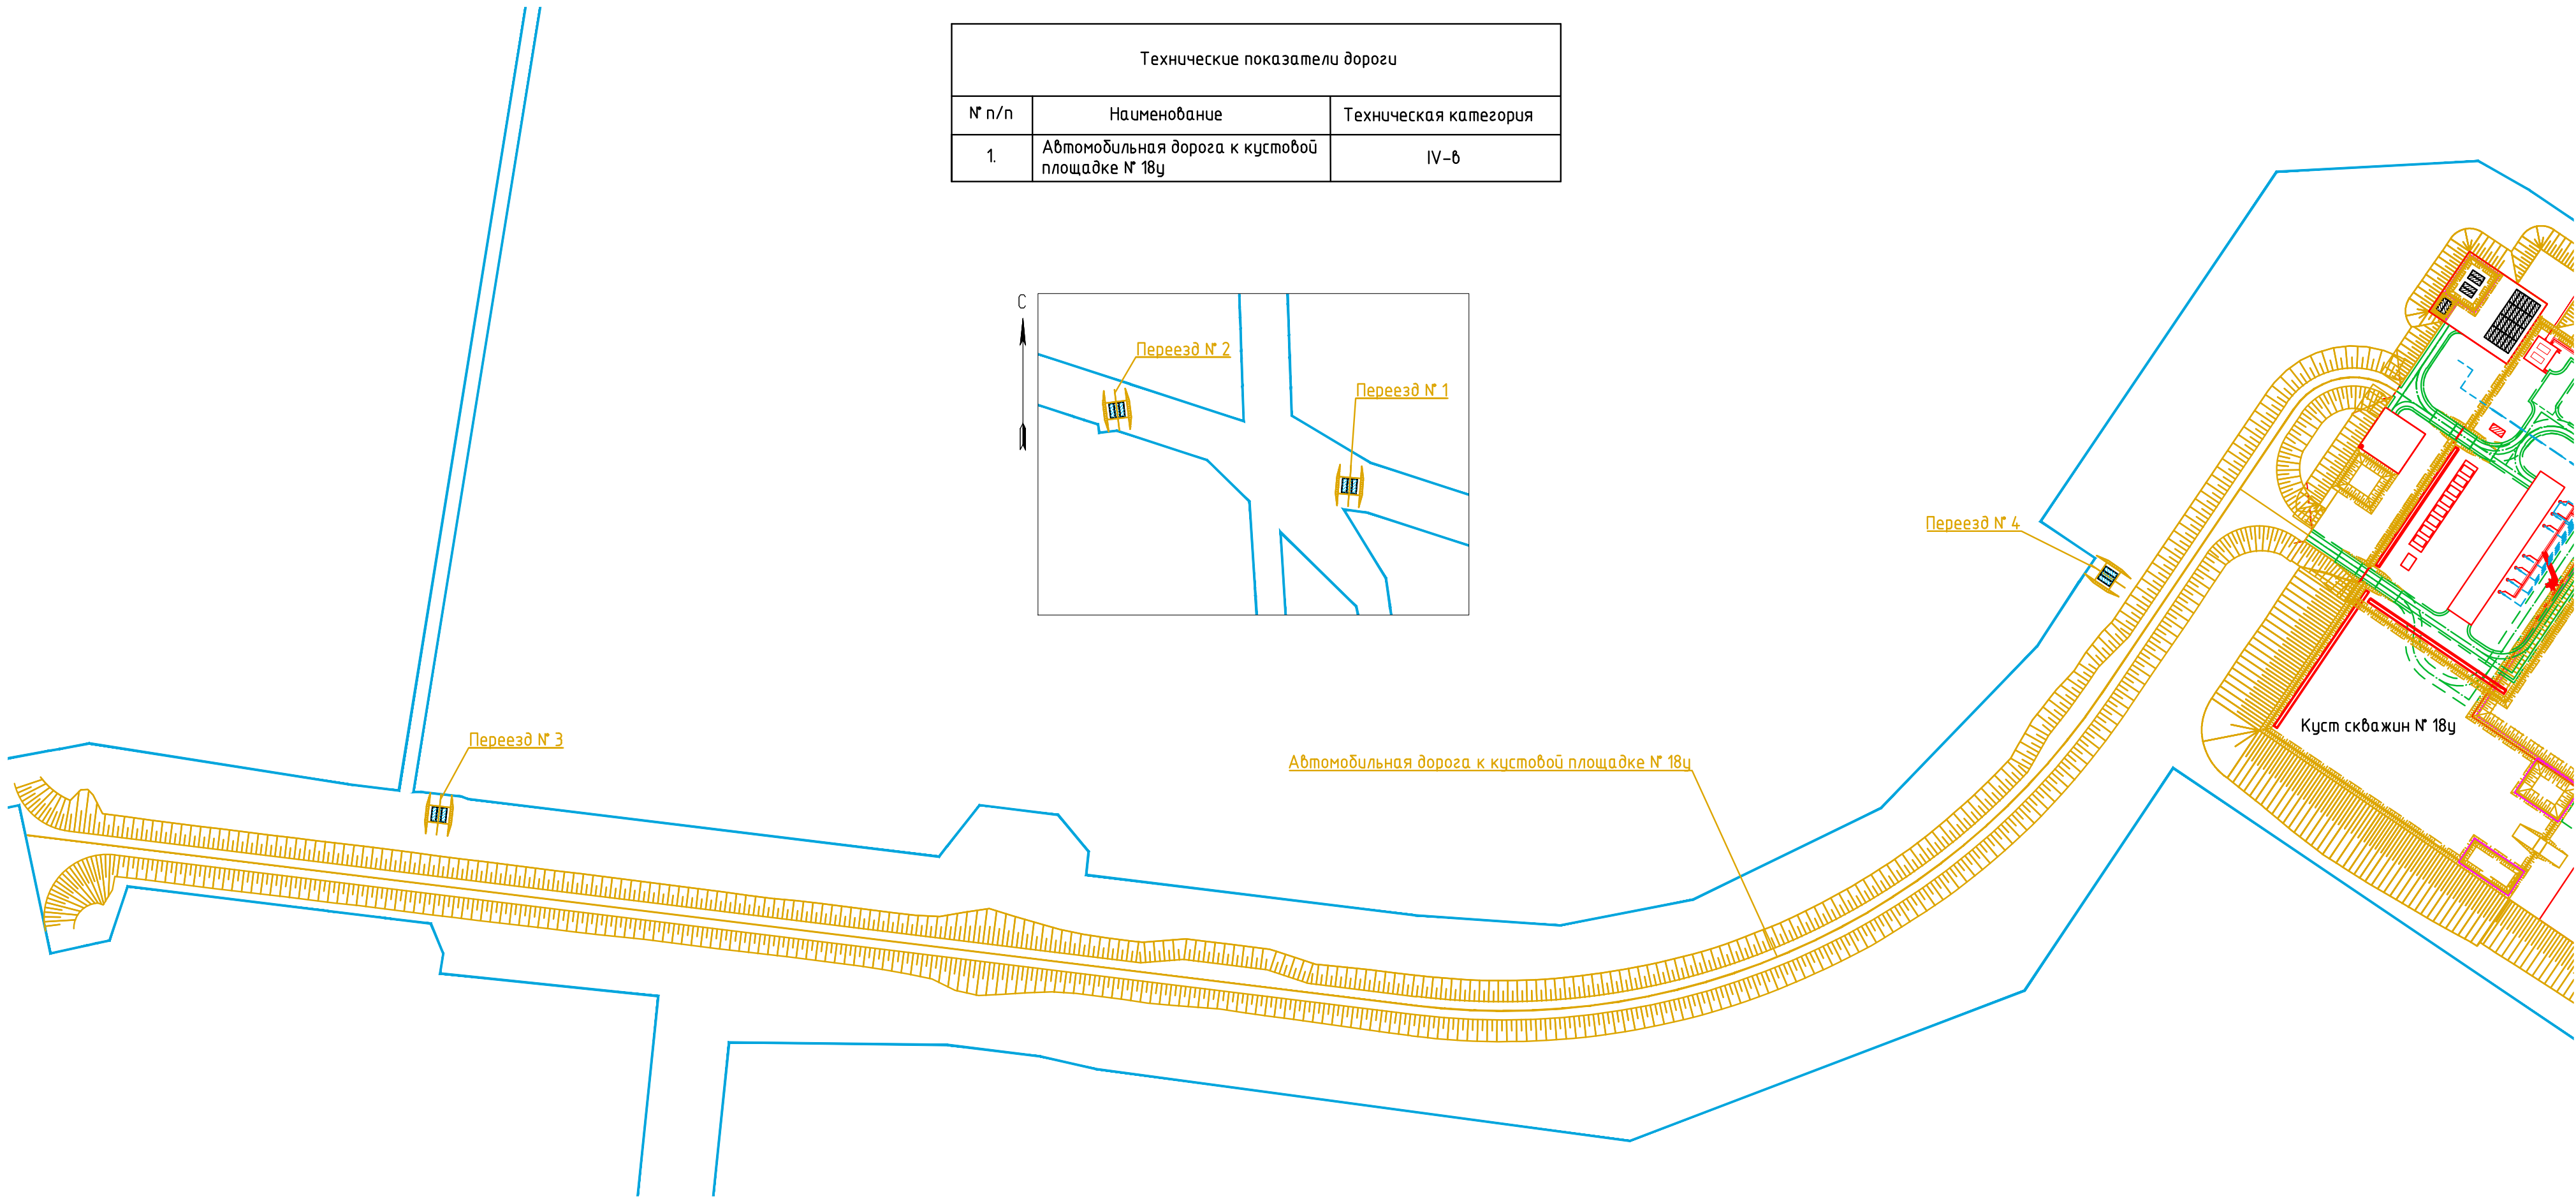 Технические показатели дороги
№ п/п
Наименование
Техническая категория
1.
Автомобильная дорога к кустовой
площадке № 18у
IV-в
С
Переезд № 2
Переезд № 1
Переезд № 4
Переезд № 3
Автомобильная дорога к кустовой площадке № 18у
Куст скважин № 18у